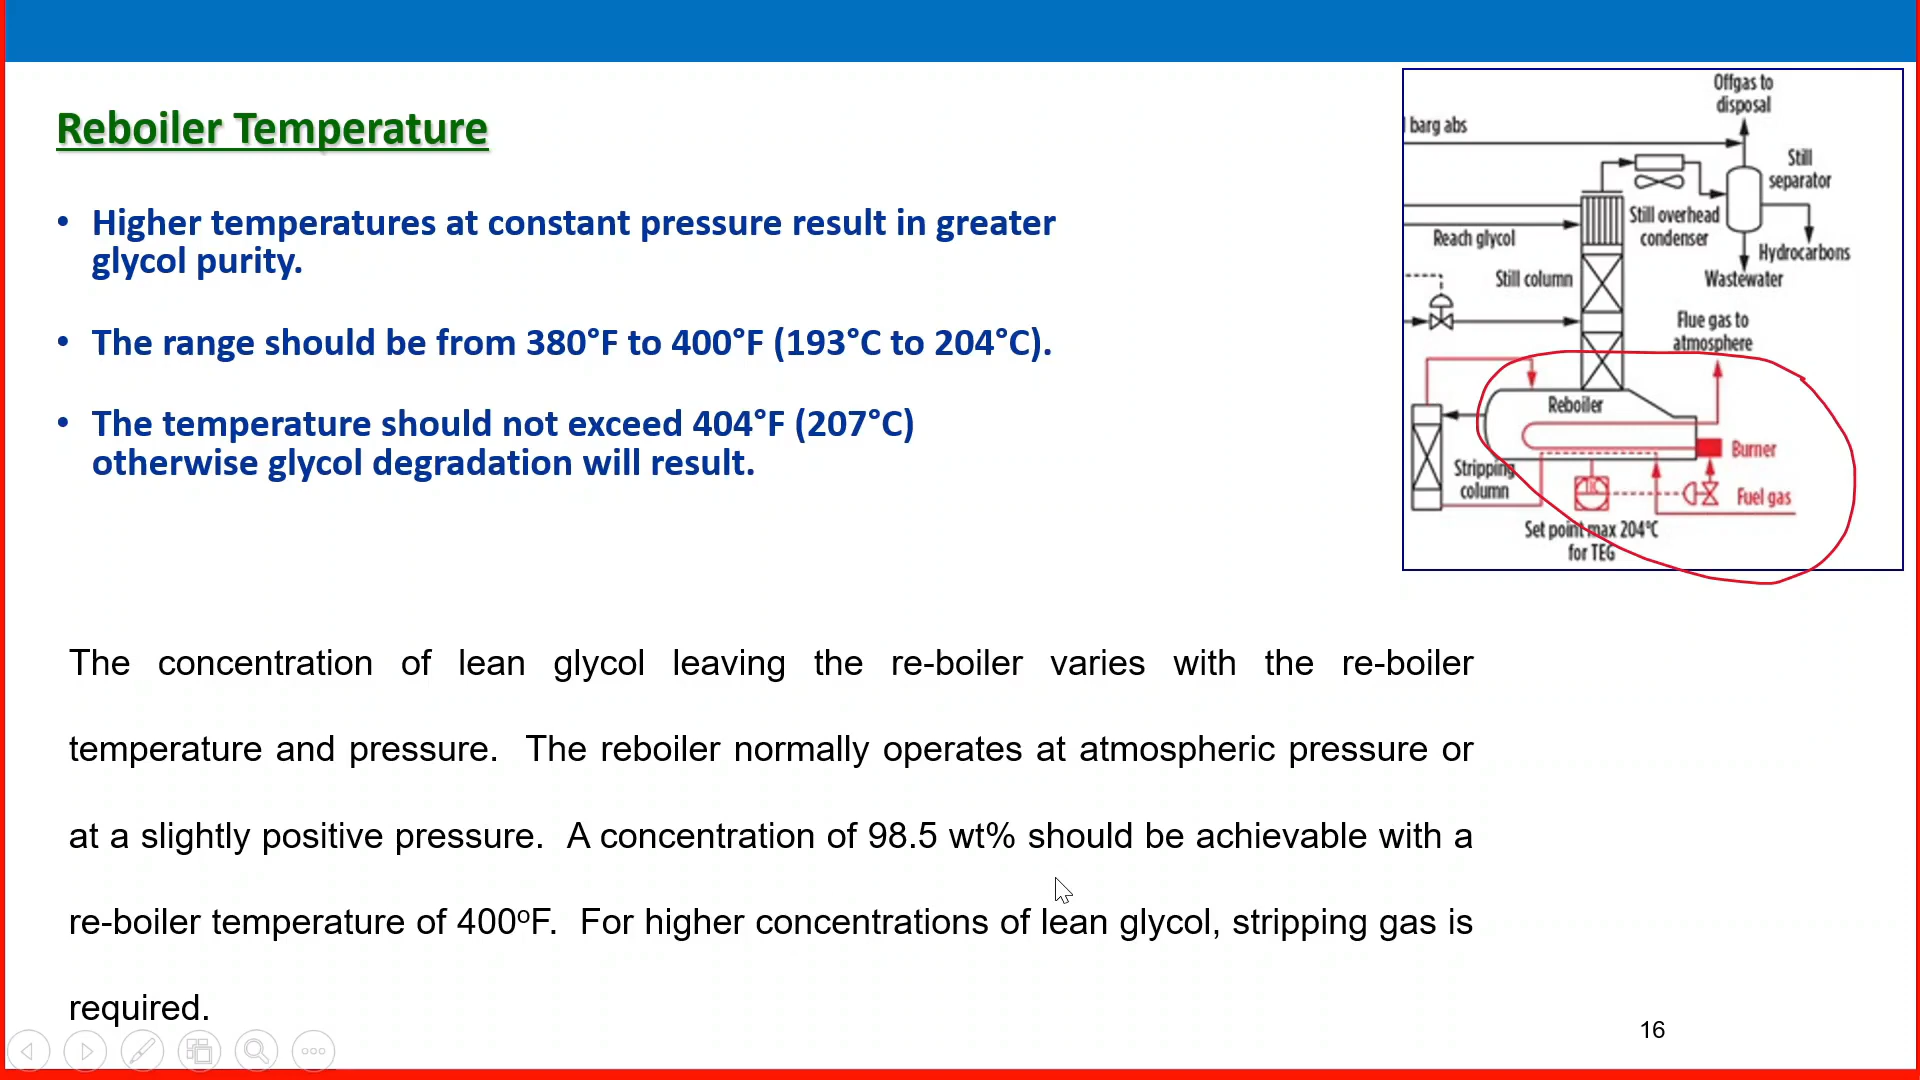 Reboiler Temperature
• Higher temperatures at constant pressure result in greater
glycol purity.
• The range should be from 380°F to 400°F (193°C to 204°C).
• The temperature should not exceed 404°F (207°C)
otherwise glycol degradation will result.
Offgas to
disposal
barg abs
Still
separator
Still overhead
condenser
Reach glycol
Hydrocarbons
Still column
Wastewater
Flue gas to
atmosphere
Reboiler
Burner
Stripping
column
TIC
Fuel gas
Set point max 204°C
for TEG
The concentration of lean glycol leaving the re-boiler varies with the re-boiler
temperature and pressure. The reboiler normally operates at atmospheric pressure or
at a slightly positive pressure. A concentration of 98.5 wt% should be achievable with a
re-boiler temperature of 400ºF. For higher concentrations of lean glycol, stripping gas is
required.
16